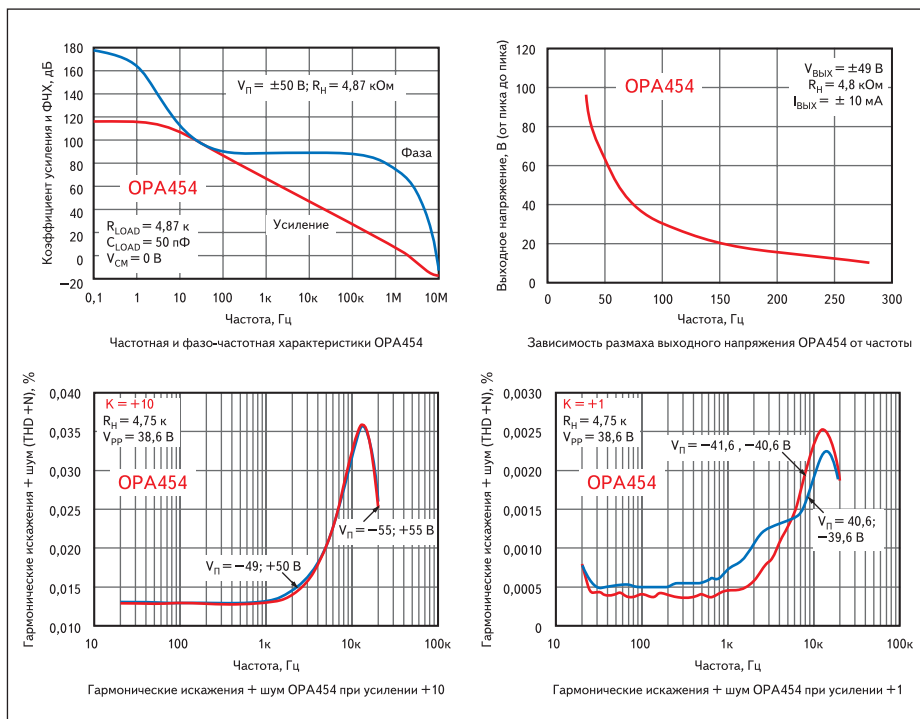 Коэффициент усиления и ФЧХ, дБ
180
160
140
120
100
80
60
40
20
0
−20
V_П = ±50 В; R_Н = 4,87 кОм
Фаза
OPA454
Усиление
R_LOAD = 4,87 к
C_LOAD = 50 пФ
V_CM = 0 В
0,1 1 10 100 1к 10к 100к 1М 10М
Частота, Гц
Частотная и фазо-частотная характеристики OPA454
Выходное напряжение, В (от пика до пика)
120
100
80
60
40
20
0
V_ВЫХ = ±49 В
R_Н = 4,8 кОм
I_ВЫХ = ± 10 мА
OPA454
0 50 100 150 200 250 300
Частота, Гц
Зависимость размаха выходного напряжения OPA454 от частоты
Гармонические искажения + шум (THD +N), %
0,040
0,035
0,030
0,025
0,020
0,015
0,010
K = +10
R_Н = 4,75 к
V_PP = 38,6 В
OPA454
V_П = −55; +55 В
V_П = −49; +50 В
10 100 1к 10к 100к
Частота, Гц
Гармонические искажения + шум OPA454 при усилении +10
Гармонические искажения + шум (THD +N), %
0,0030
0,0025
0,0020
0,0015
0,0010
0,0005
0
K = +1
R_Н = 4,75 к
V_PP = 38,6 В
V_П = −41,6 , −40,6 В
OPA454
V_П = 40,6;
−39,6 В
10 100 1к 10к 100к
Частота, Гц
Гармонические искажения + шум OPA454 при усилении +1